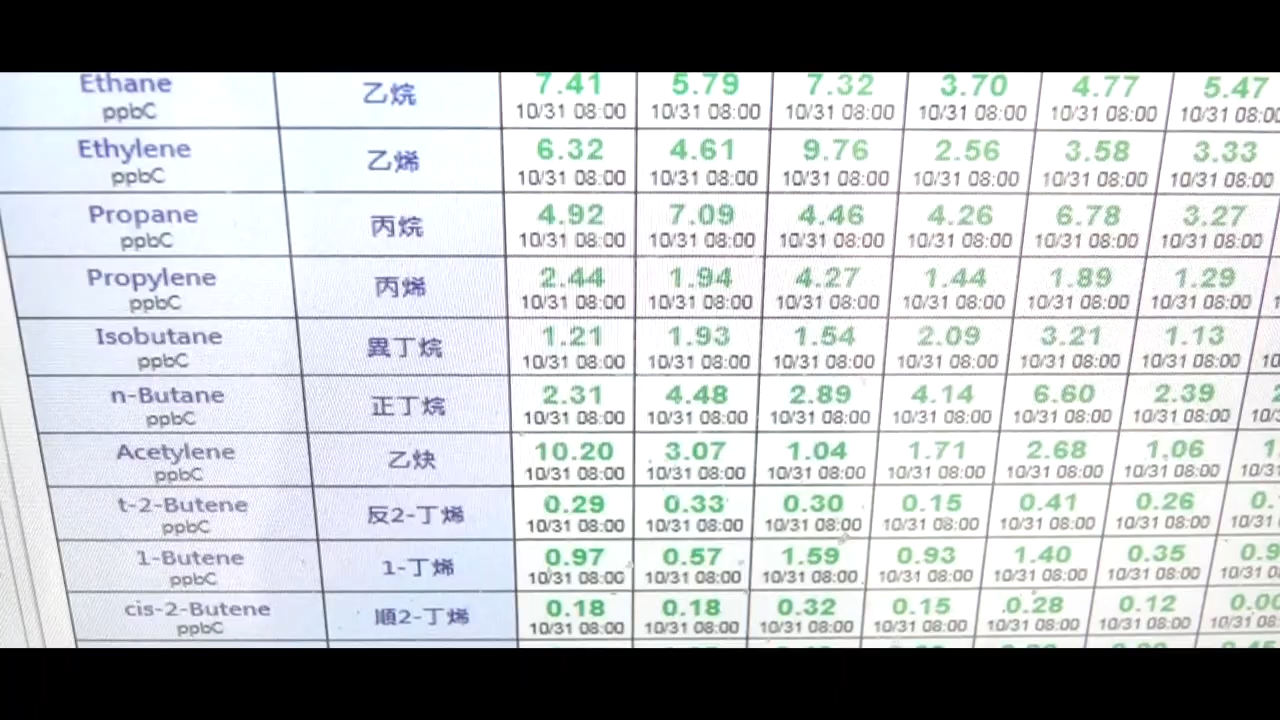 Ethane 乙烷 7.41 5.79 7.32 3.70 4.77 5.47
ppbC 10/31 08:00 10/31 08:00 10/31 08:00 10/31 08:00 10/31 08:00 10/31 08:00
Ethylene 乙烯 6.32 4.61 9.76 2.56 3.58 3.33
ppbC 10/31 08:00 10/31 08:00 10/31 08:00 10/31 08:00 10/31 08:00 10/31 08:00
Propane 丙烷 4.92 7.09 4.46 4.26 6.78 3.27
ppbC 10/31 08:00 10/31 08:00 10/31 08:00 10/31 08:00 10/31 08:00 10/31 08:00
Propylene 丙烯 2.44 1.94 4.27 1.44 1.89 1.29
ppbC 10/31 08:00 10/31 08:00 10/31 08:00 10/31 08:00 10/31 08:00 10/31 08:00
Isobutane 異丁烷 1.21 1.93 1.54 2.09 3.21 1.13
ppbC 10/31 08:00 10/31 08:00 10/31 08:00 10/31 08:00 10/31 08:00 10/31 08:00
n-Butane 正丁烷 2.31 4.48 2.89 4.14 6.60 2.39
ppbC 10/31 08:00 10/31 08:00 10/31 08:00 10/31 08:00 10/31 08:00 10/31 08:00
Acetylene 乙炔 10.20 3.07 1.04 1.71 2.68 1.06
ppbC 10/31 08:00 10/31 08:00 10/31 08:00 10/31 08:00 10/31 08:00 10/31 08:00
t-2-Butene 反2-丁烯 0.29 0.33 0.30 0.15 0.41 0.26
ppbC 10/31 08:00 10/31 08:00 10/31 08:00 10/31 08:00 10/31 08:00 10/31 08:00
1-Butene 1-丁烯 0.97 0.57 1.59 0.93 1.40 0.35
ppbC 10/31 08:00 10/31 08:00 10/31 08:00 10/31 08:00 10/31 08:00 10/31 08:00
cis-2-Butene 順2-丁烯 0.18 0.18 0.32 0.15 0.28 0.12
ppbC 10/31 08:00 10/31 08:00 10/31 08:00 10/31 08:00 10/31 08:00 10/31 08:00